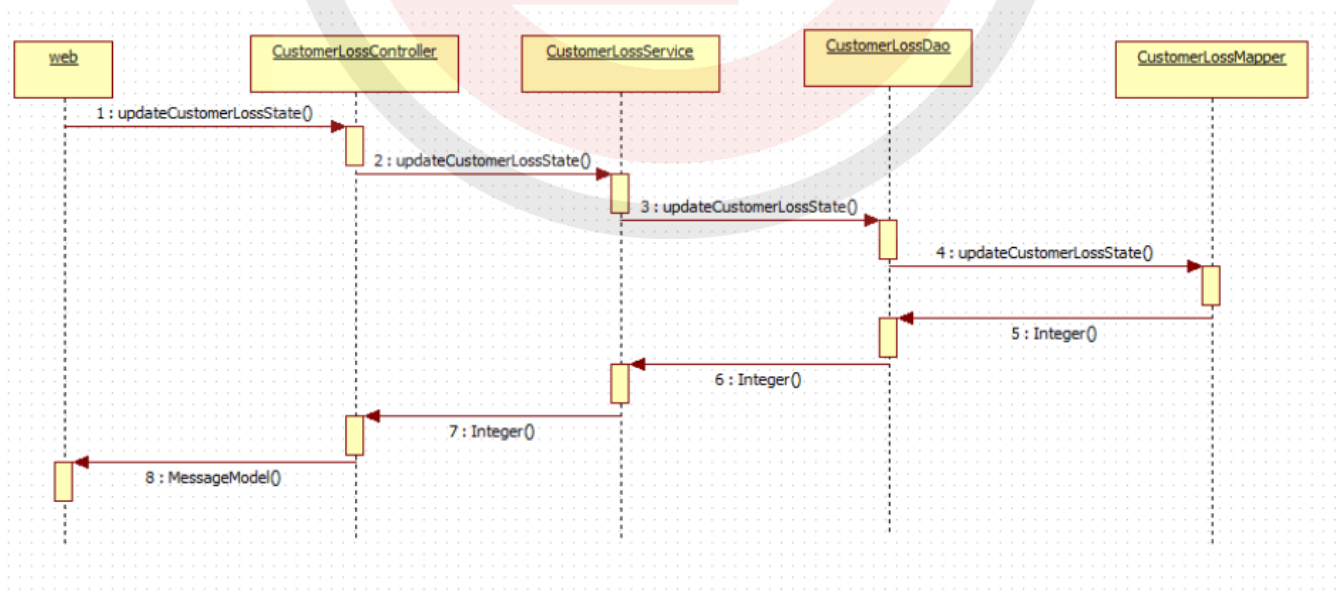 web
CustomerLossController
CustomerLossService
CustomerLossDao
CustomerLossMapper
1 : updateCustomerLossState()
2 : updateCustomerLossState()
3 : updateCustomerLossState()
4 : updateCustomerLossState()
5 : Integer()
6 : Integer()
7 : Integer()
8 : MessageModel()